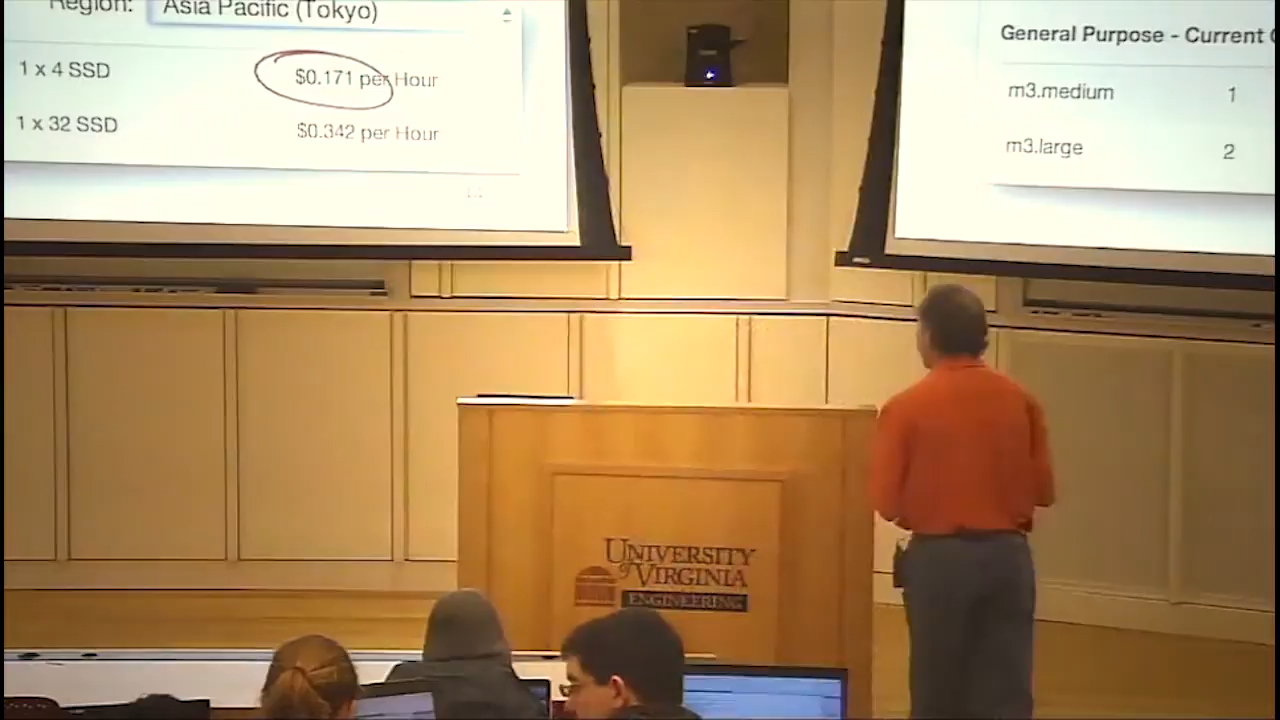 Region: Asia Pacific (Tokyo)
1 x 4 SSD $0.171 per Hour
1 x 32 SSD $0.342 per Hour
General Purpose - Current
m3.medium 1
m3.large 2
UNIVERSITY
of VIRGINIA
ENGINEERING